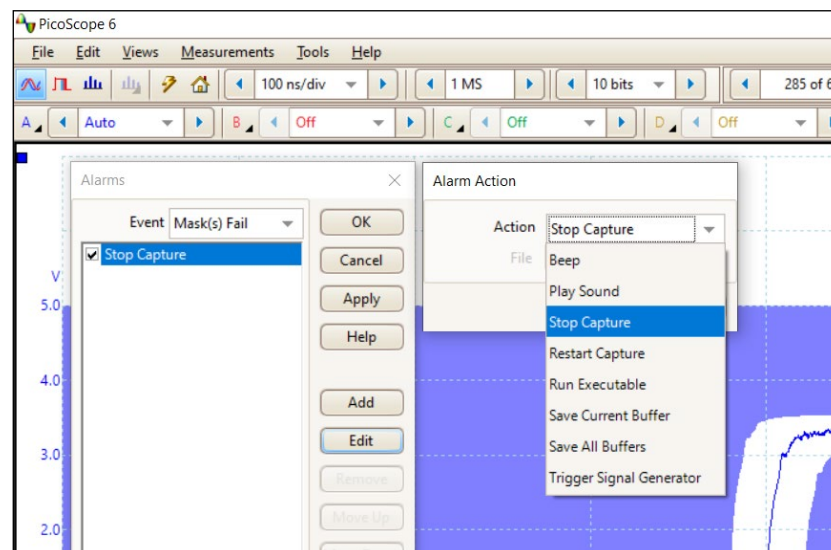 PicoScope 6
File Edit Views Measurements Tools Help
100 ns/div 1 MS 10 bits 285 of 6
A Auto B Off C Off D Off
Alarms
Event Mask(s) Fail
Stop Capture
OK
Cancel
Apply
Help
Add
Edit
Remove
Move Up
Alarm Action
Action Stop Capture
File
Beep
Play Sound
Stop Capture
Restart Capture
Run Executable
Save Current Buffer
Save All Buffers
Trigger Signal Generator
V
5.0
4.0
3.0
2.0